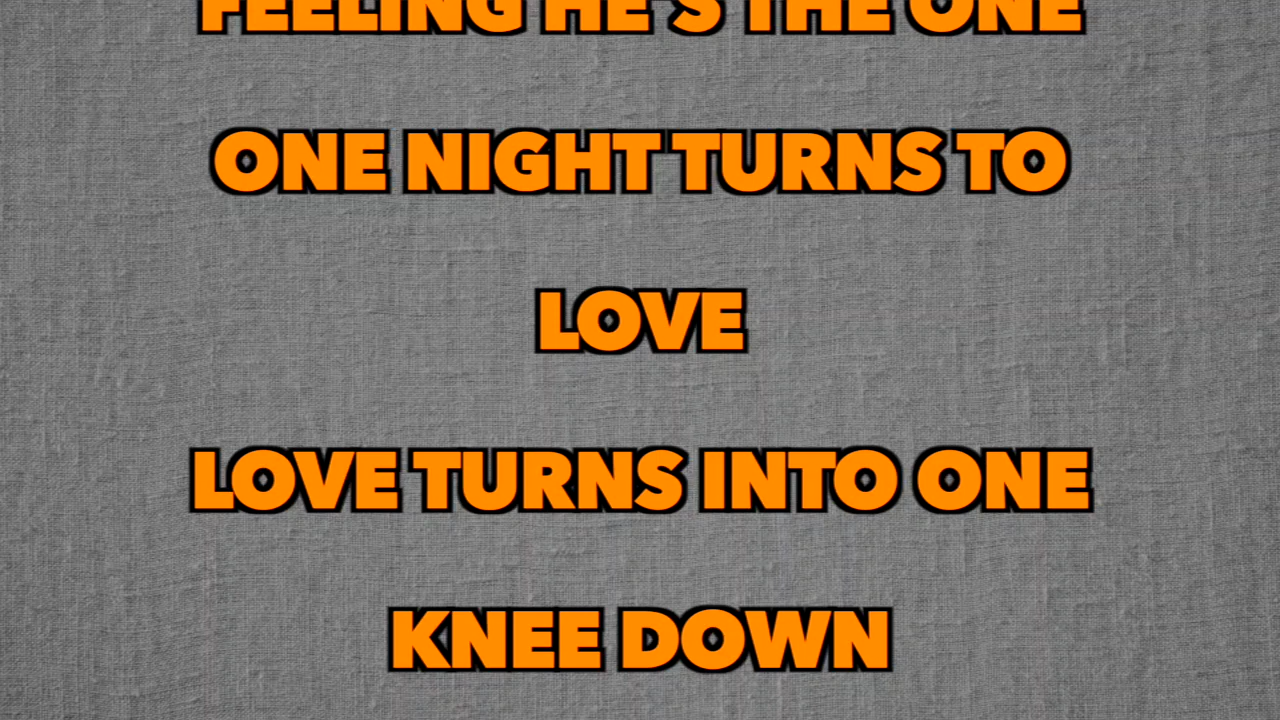 FEELING HE'S THE ONE
ONE NIGHT TURNS TO
LOVE
LOVE TURNS INTO ONE
KNEE DOWN